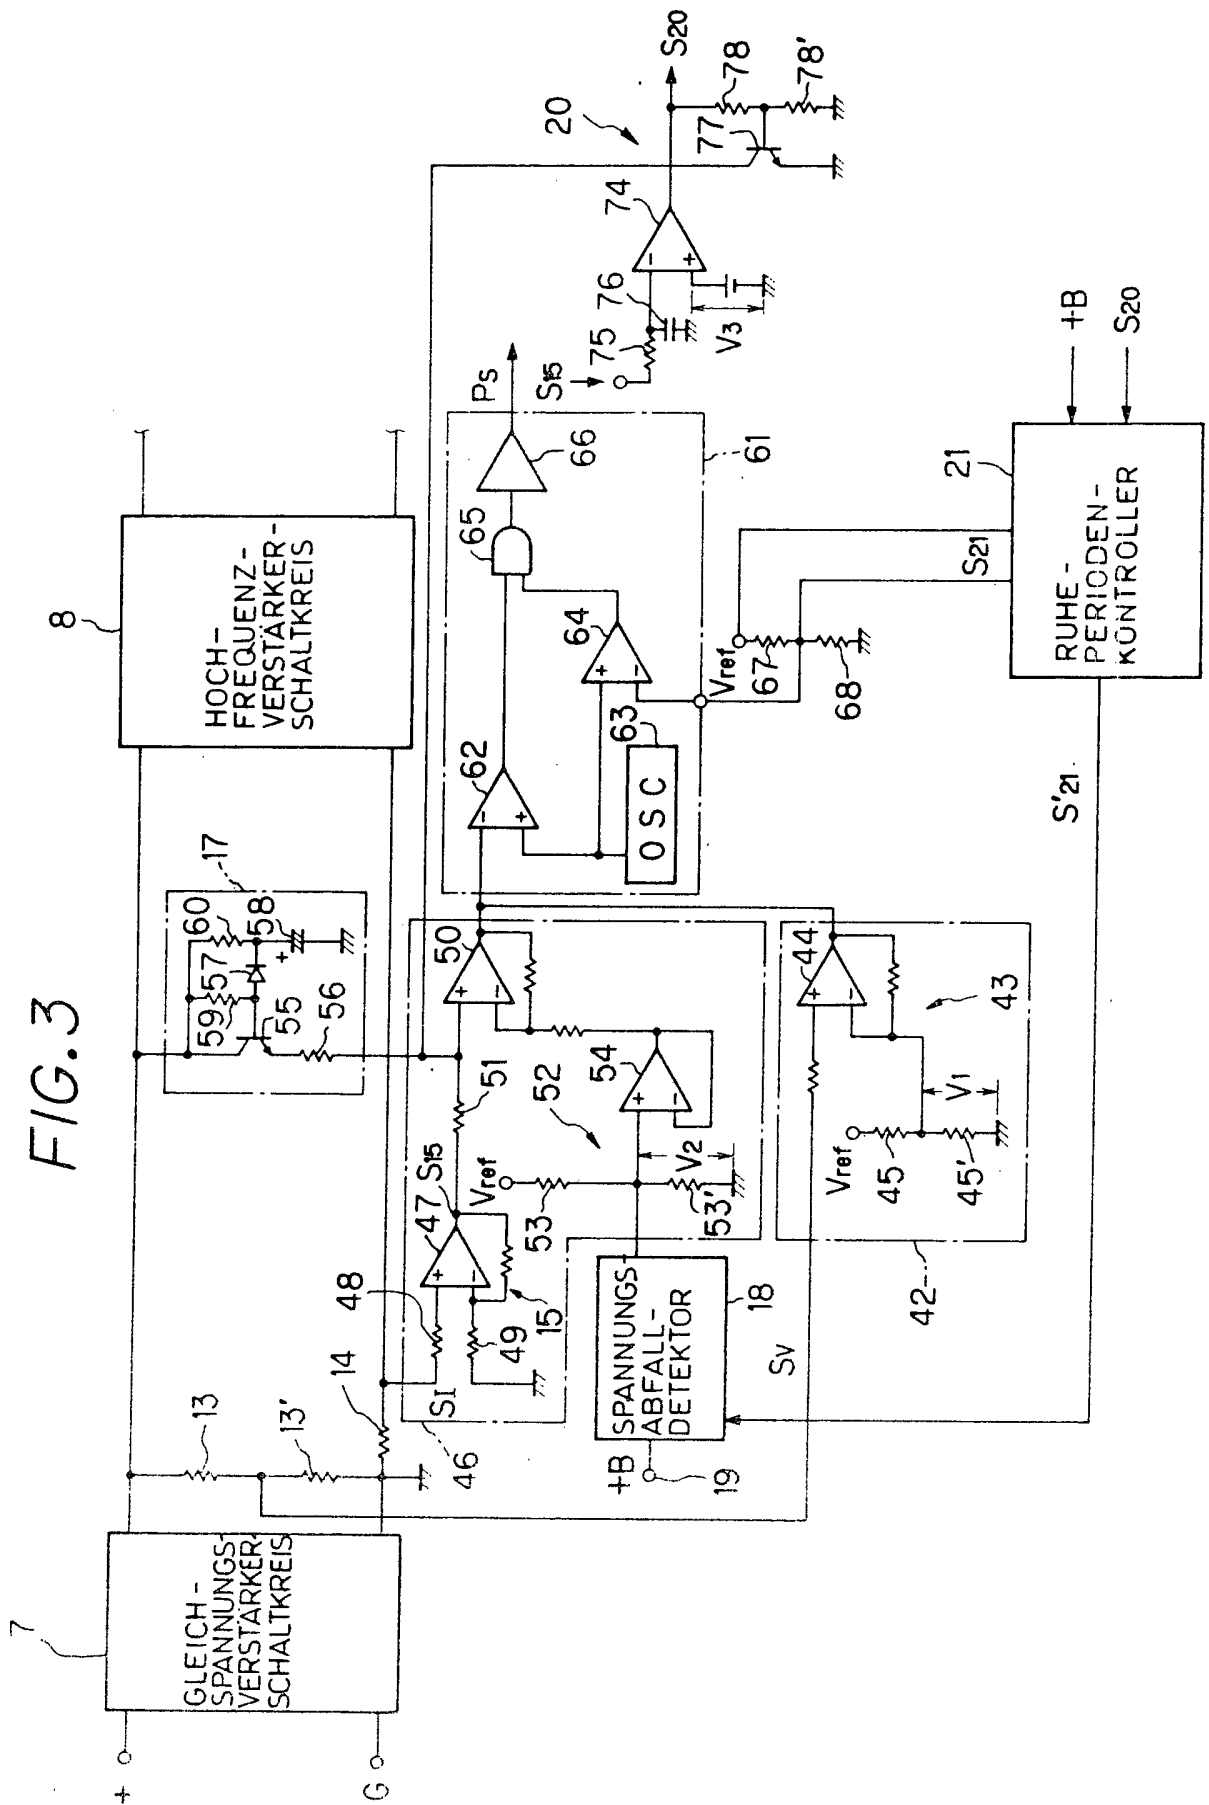 FIG.3
7
+
G
GLEICH-
SPANNUNGS-
VERSTÄRKER-
SCHALTKREIS
13
13'
14
8
HOCH-
FREQUENZ-
VERSTÄRKER-
SCHALTKREIS
17
60
57
58
+
59
55
56
46
SI
48
49
15
47
+
-
S15
51
50
+
-
52
54
+
-
Vref
53
53'
V2
+B
19
SPANNUNGS-
ABFALL-
DETEKTOR
18
Sv
42
43
44
+
-
Vref
45
45'
V1
61
62
-
+
OSC
63
64
+
-
65
66
Ps
Vref
67
68
S15
75
76
V3
74
-
+
20
S20
77
78
78'
21
S21
S'21
RUHE-
PERIODEN-
KONTROLLER
+B
S20